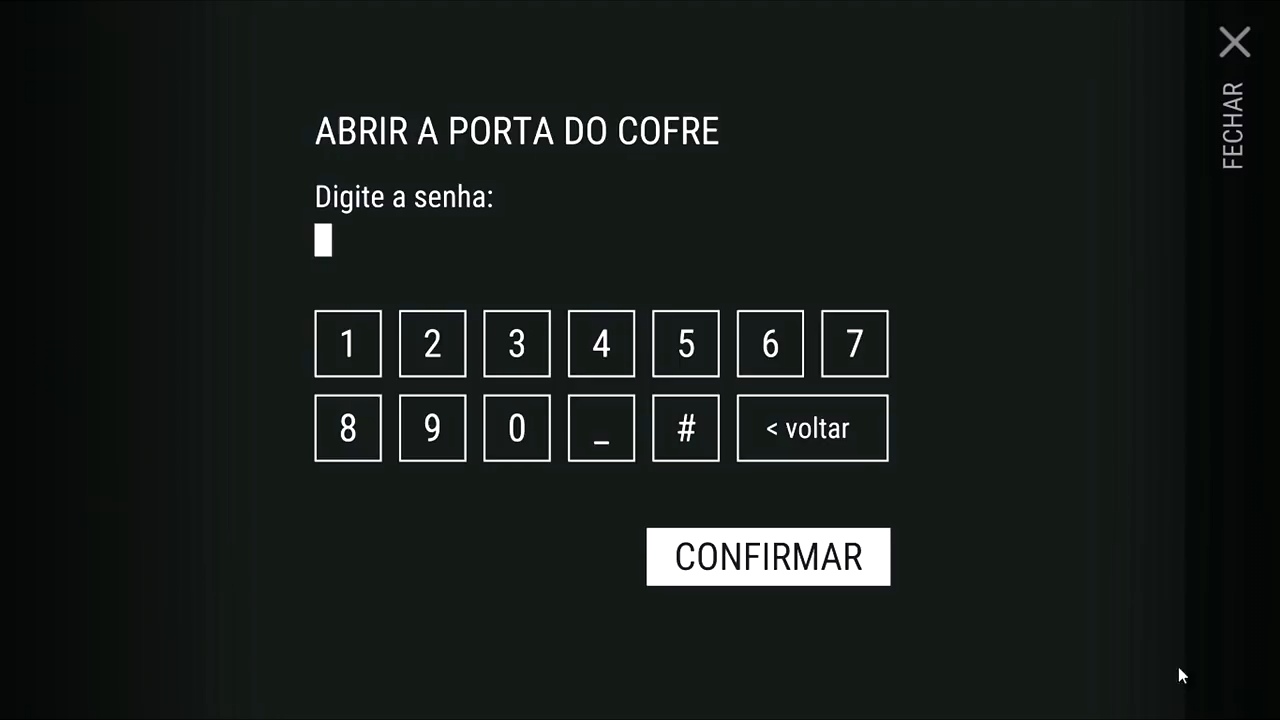 ABRIR A PORTA DO COFRE
Digite a senha:
1 2 3 4 5 6 7
8 9 0 _ # < voltar
CONFIRMAR
FECHAR